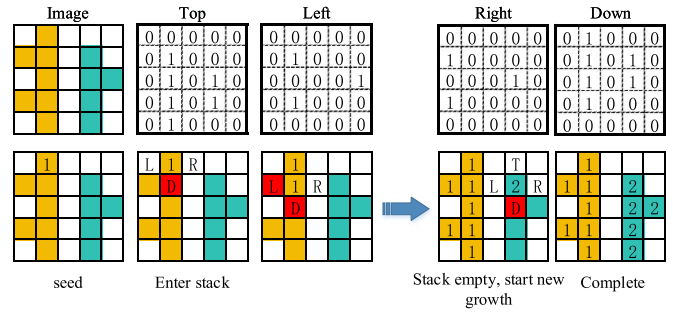 Image Top Left Right Down
0 0 0 0 0 0 0 0 0 0 0 0 0 0 0 0 1 0 0 0
0 1 0 0 0 0 1 0 0 0 1 0 0 0 0 0 1 0 1 0
0 1 0 1 0 0 0 0 0 1 0 0 0 1 0 0 1 0 1 0
0 1 0 1 0 0 1 0 0 0 1 0 0 0 0 0 1 0 0 0
0 1 0 0 0 0 0 0 0 0 0 0 0 0 0 0 0 0 0 0
1 L 1 R 1 1 T 1
D L 1 R 1 1 L 2 R 1 1 2
D 1 D 1 2 2
1 1 1 1 2
1 1
seed Enter stack Stack empty, start new Complete
growth